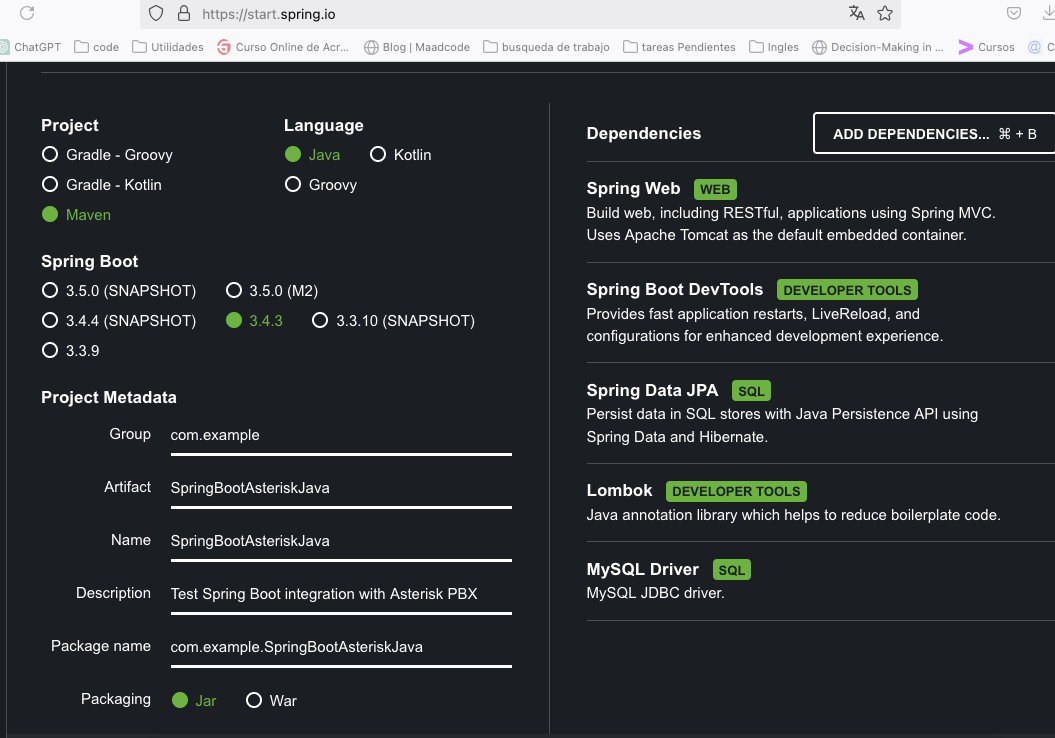 https://start.spring.io
ChatGPT code Utilidades Curso Online de Acr... Blog | Maadcode busqueda de trabajo tareas Pendientes Ingles Decision-Making in ... Cursos
Project
Gradle - Groovy
Gradle - Kotlin
Maven
Language
Java Kotlin
Groovy
Spring Boot
3.5.0 (SNAPSHOT) 3.5.0 (M2)
3.4.4 (SNAPSHOT) 3.4.3 3.3.10 (SNAPSHOT)
3.3.9
Project Metadata
Group com.example
Artifact SpringBootAsteriskJava
Name SpringBootAsteriskJava
Description Test Spring Boot integration with Asterisk PBX
Package name com.example.SpringBootAsteriskJava
Packaging Jar War
Dependencies ADD DEPENDENCIES... ⌘ + B
Spring Web WEB
Build web, including RESTful, applications using Spring MVC.
Uses Apache Tomcat as the default embedded container.
Spring Boot DevTools DEVELOPER TOOLS
Provides fast application restarts, LiveReload, and
configurations for enhanced development experience.
Spring Data JPA SQL
Persist data in SQL stores with Java Persistence API using
Spring Data and Hibernate.
Lombok DEVELOPER TOOLS
Java annotation library which helps to reduce boilerplate code.
MySQL Driver SQL
MySQL JDBC driver.